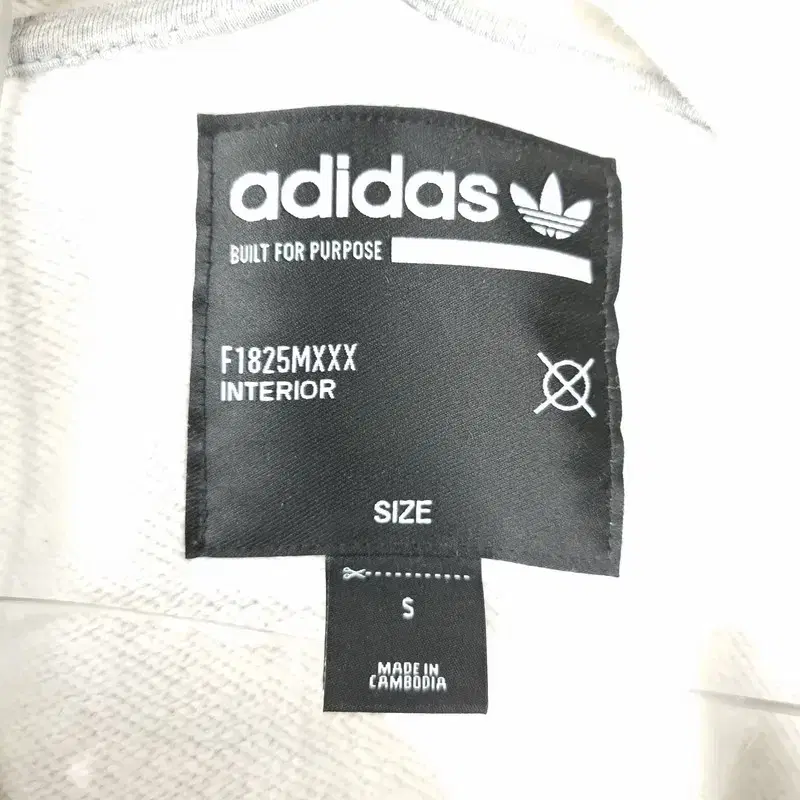 adidas
BUILT FOR PURPOSE
F1825MXXX
INTERIOR
SIZE
S
MADE IN
CAMBODIA